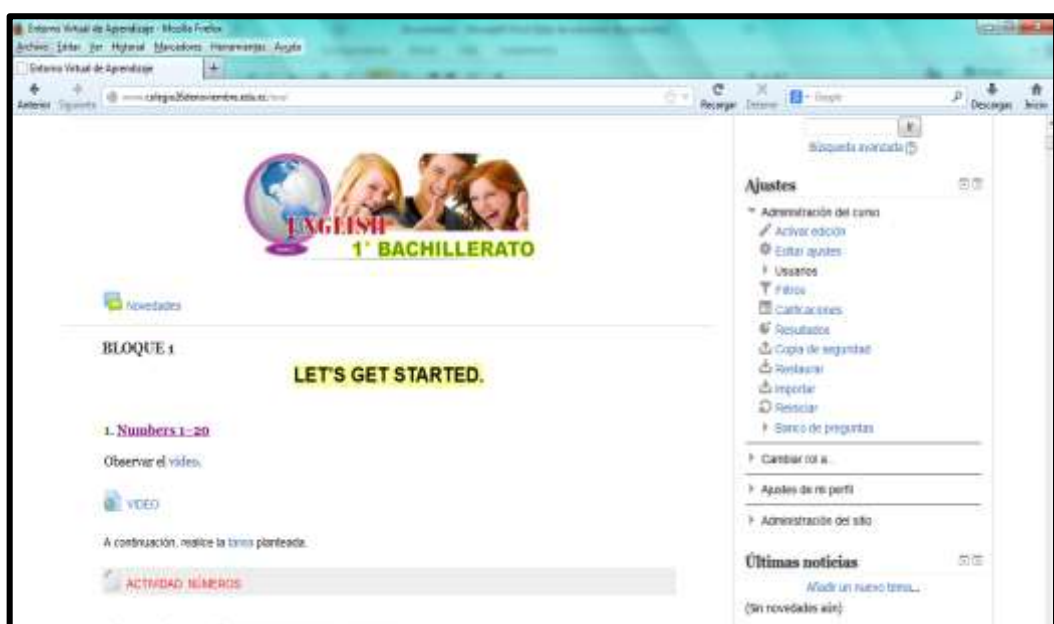 Entorno Virtual de Aprendizaje - Mozilla Firefox
Archivo Editar Ver Historial Marcadores Herramientas Ayuda
Entorno Virtual de Aprendizaje
Anterior Siguiente
Recargar Detener Google Descargas Inicio
Búsqueda avanzada
ENGLISH
1° BACHILLERATO
Novedades
BLOQUE 1
LET'S GET STARTED.
1. Numbers 1-20
Observar el video.
VIDEO
A continuación, realice la tarea planteada.
ACTIVIDAD NÚMEROS
Ajustes
Administración del curso
Activar edición
Editar ajustes
Usuarios
Filtros
Calificaciones
Resultados
Copia de seguridad
Restaurar
Importar
Reiniciar
Banco de preguntas
Cambiar rol a...
Ajustes de mi perfil
Administración del sitio
Últimas noticias
Añadir un nuevo tema...
(Sin novedades aún)